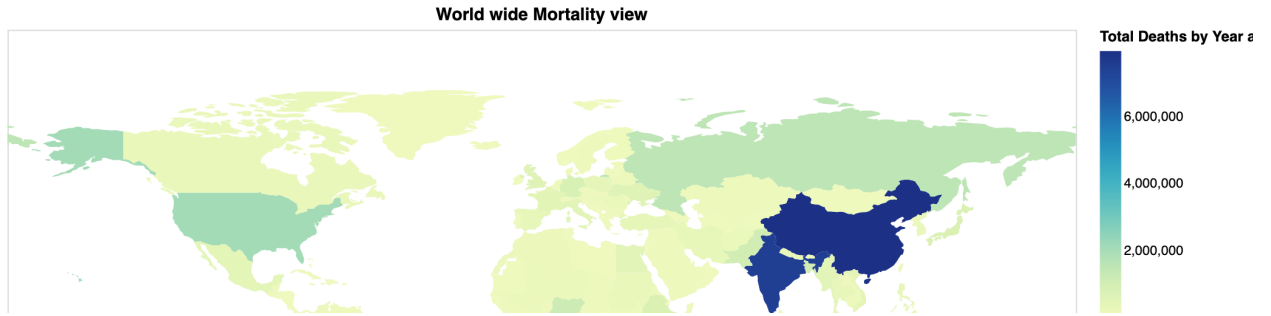 World wide Mortality view
Total Deaths by Year a
6,000,000
4,000,000
2,000,000